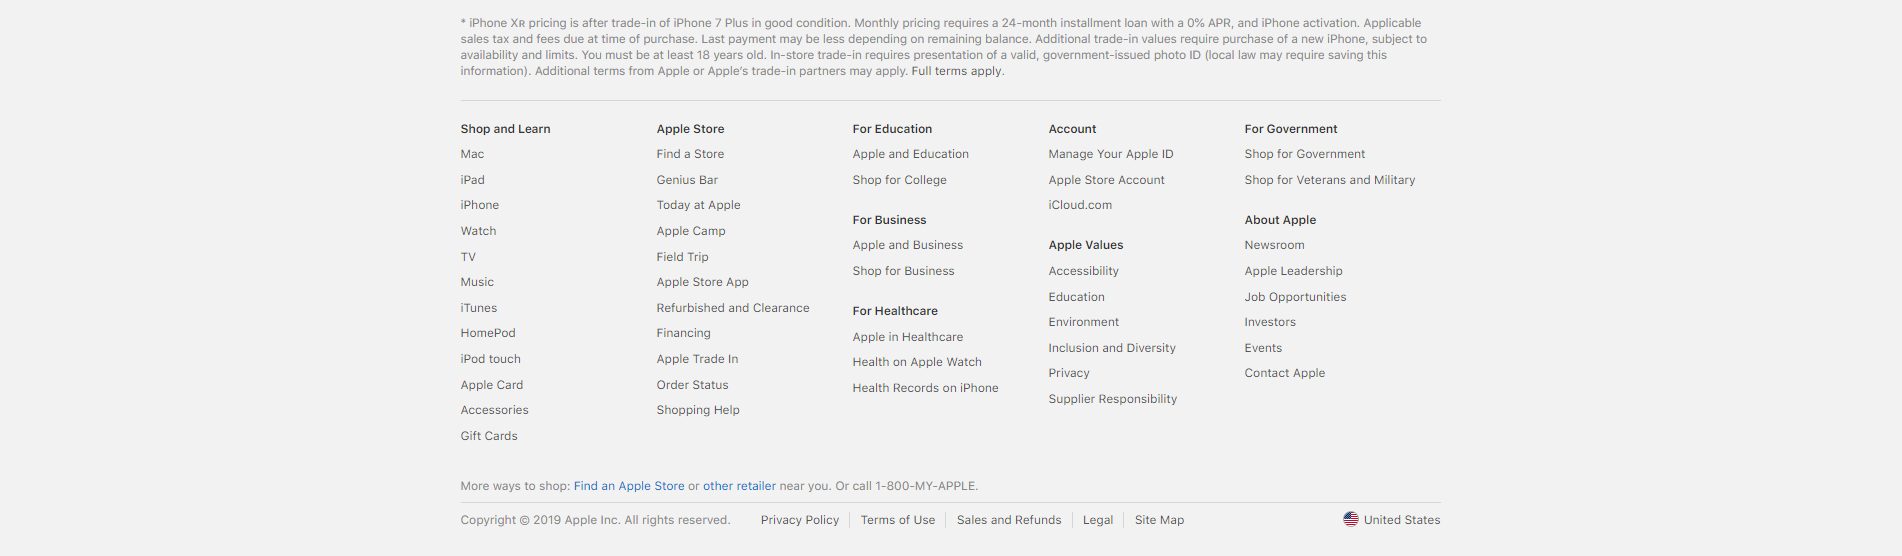 * iPhone XR pricing is after trade-in of iPhone 7 Plus in good condition. Monthly pricing requires a 24-month installment loan with a 0% APR, and iPhone activation. Applicable
sales tax and fees due at time of purchase. Last payment may be less depending on remaining balance. Additional trade-in values require purchase of a new iPhone, subject to
availability and limits. You must be at least 18 years old. In-store trade-in requires presentation of a valid, government-issued photo ID (local law may require saving this
information). Additional terms from Apple or Apple's trade-in partners may apply. Full terms apply.
Shop and Learn
Mac
iPad
iPhone
Watch
TV
Music
iTunes
HomePod
iPod touch
Apple Card
Accessories
Gift Cards
Apple Store
Find a Store
Genius Bar
Today at Apple
Apple Camp
Field Trip
Apple Store App
Refurbished and Clearance
Financing
Apple Trade In
Order Status
Shopping Help
For Education
Apple and Education
Shop for College
For Business
Apple and Business
Shop for Business
For Healthcare
Apple in Healthcare
Health on Apple Watch
Health Records on iPhone
Account
Manage Your Apple ID
Apple Store Account
iCloud.com
Apple Values
Accessibility
Education
Environment
Inclusion and Diversity
Privacy
Supplier Responsibility
For Government
Shop for Government
Shop for Veterans and Military
About Apple
Newsroom
Apple Leadership
Job Opportunities
Investors
Events
Contact Apple
More ways to shop: Find an Apple Store or other retailer near you. Or call 1-800-MY-APPLE.
Copyright © 2019 Apple Inc. All rights reserved. Privacy Policy Terms of Use Sales and Refunds Legal Site Map United States